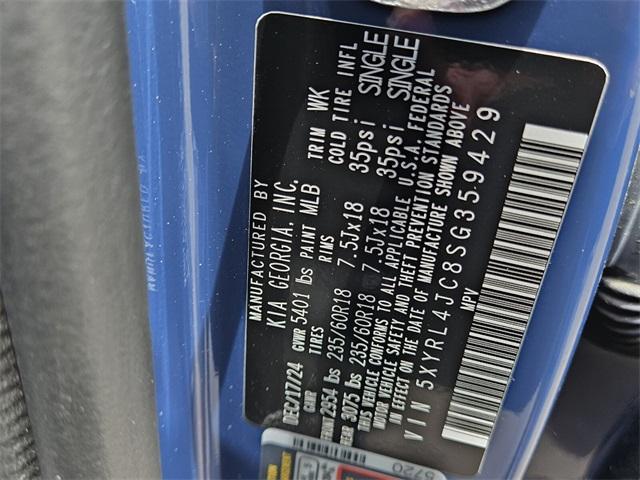 MANUFACTURED BY
KIA GEORGIA, INC.
DEC/17/24 PAINT MLB TRIM WK
GVWR 5401 lbs
GAWR TIRES RIMS COLD TIRE INFL
2954 lbs 235/60R18 7.5Jx18 35psi SINGLE
REAR 3075 lbs 235/60R18 7.5Jx18 35psi SINGLE
THIS VEHICLE CONFORMS TO ALL APPLICABLE U.S.A. FEDERAL
MOTOR VEHICLE SAFETY AND THEFT PREVENTION STANDARDS
IN EFFECT ON THE DATE OF MANUFACTURE SHOWN ABOVE
VIN 5XYRL4JC8SG359429
MPV
5720